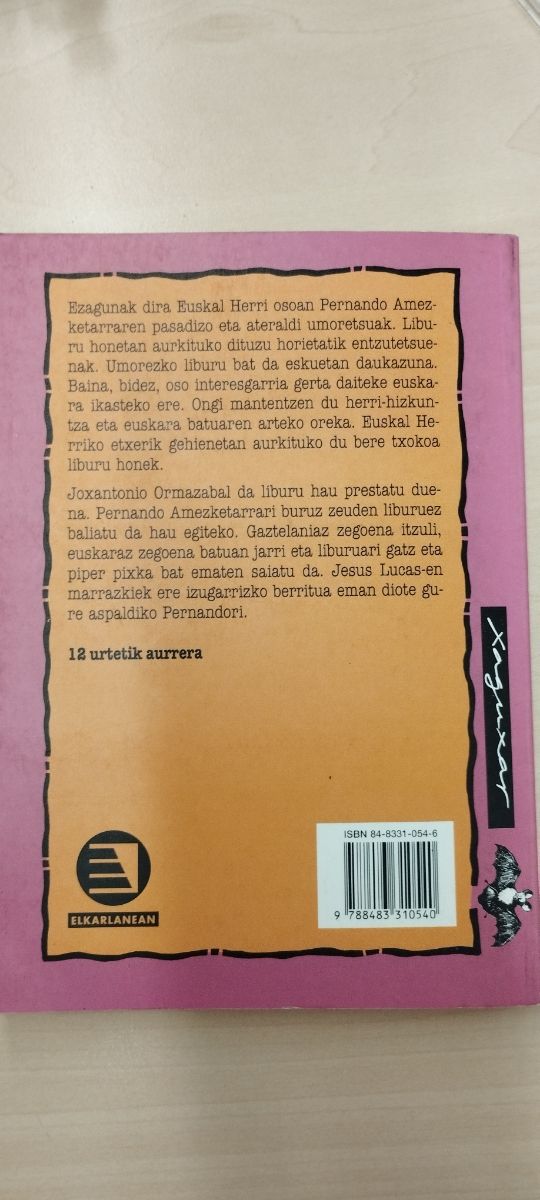 Ezagunak dira Euskal Herri osoan Pernando Amez-
ketarraren pasadizo eta ateraldi umoretsuak. Libu-
ru honetan aurkituko dituzu horietatik entzutetsue-
nak. Umorezko liburu bat da eskuetan daukazuna.
Baina, bidez, oso interesgarria gerta daiteke euska-
ra ikasteko ere. Ongi mantentzen du herri-hizkun-
tza eta euskara batuaren arteko oreka. Euskal He-
rriko etxerik gehienetan aurkituko du bere txokoa
liburu honek.
Joxantonio Ormazabal da liburu hau prestatu due-
na. Pernando Amezketarrari buruz zeuden liburuez
baliatu da hau egiteko. Gaztelaniaz zegoena itzuli,
euskaraz zegoena batuan jarri eta liburuari gatz eta
piper pixka bat ematen saiatu da. Jesus Lucas-en
marrazkiek ere izugarrizko berritua eman diote gu-
re aspaldiko Pernandori.
12 urtetik aurrera
xaguxar
ISBN 84-8331-054-6
9 788483 310540
ELKARLANEAN